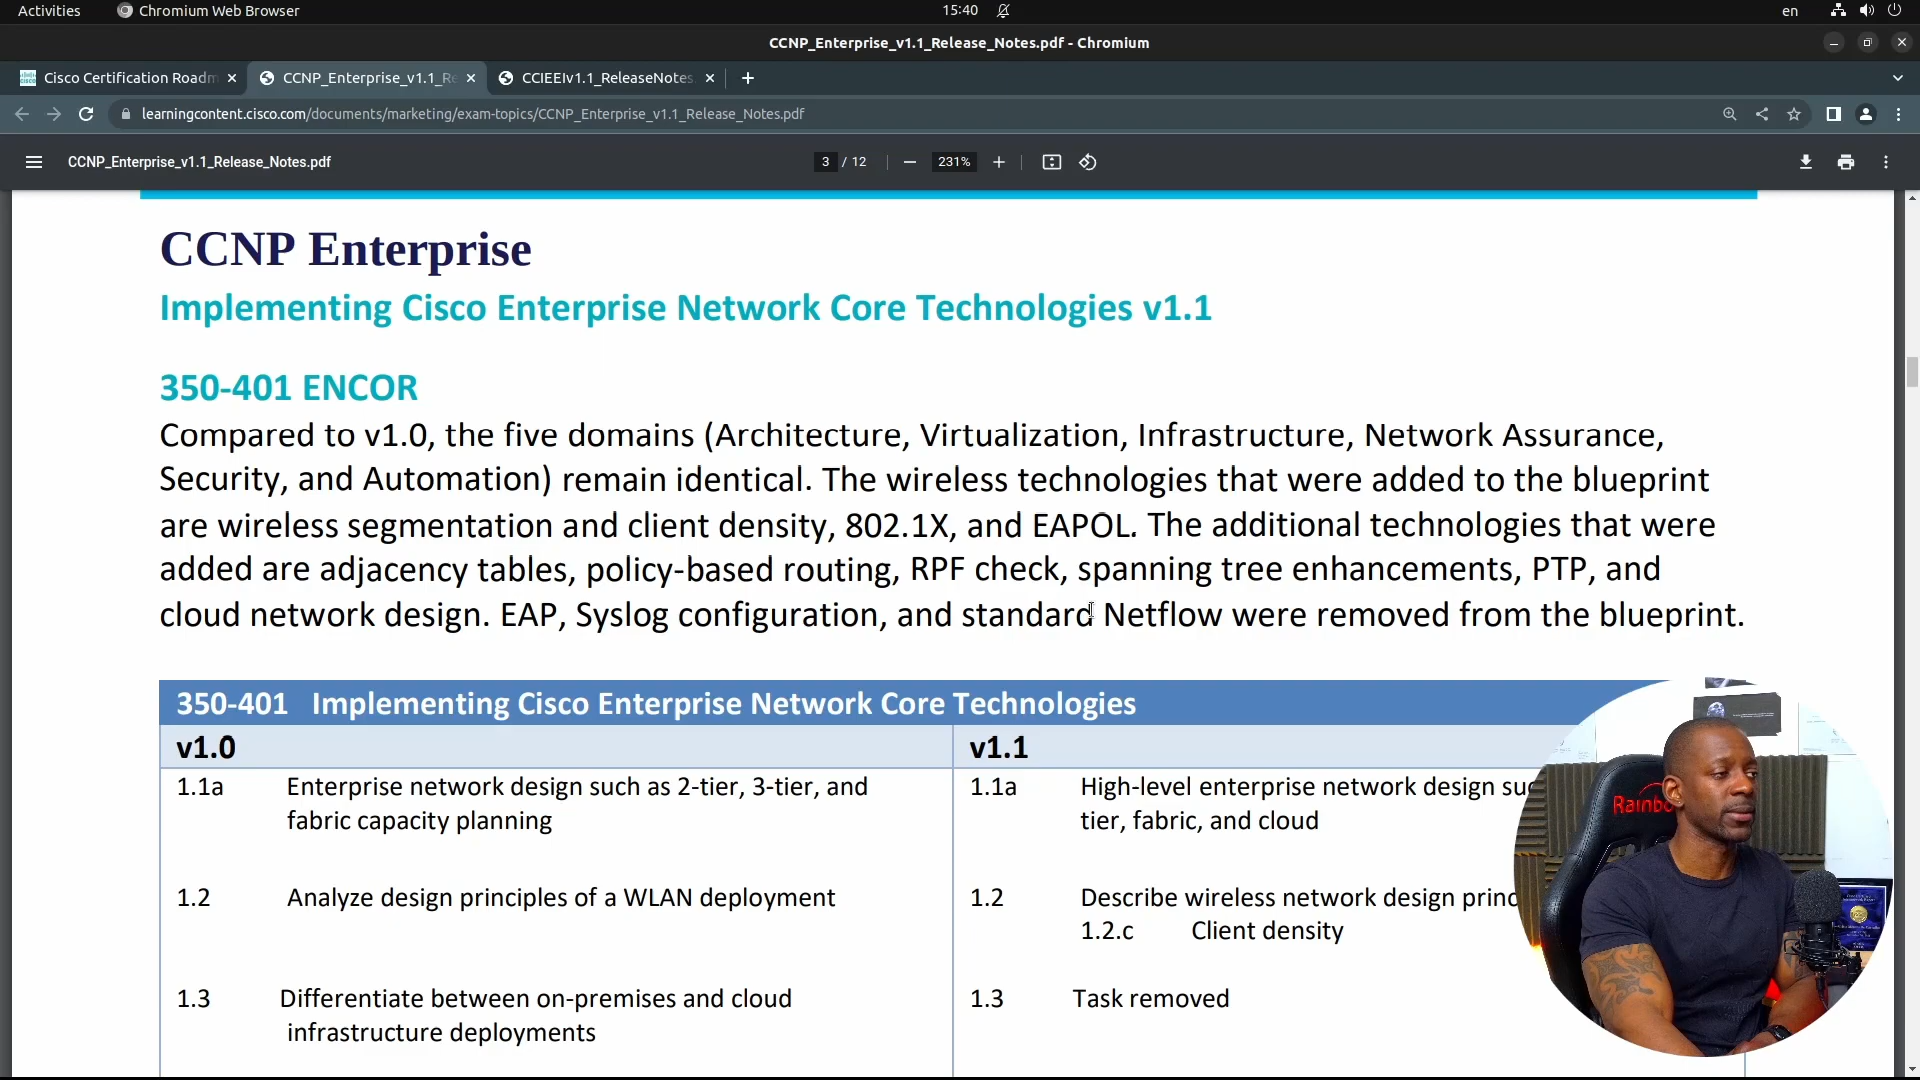 Activities
Chromium Web Browser
15:40
en
CCNP_Enterprise_v1.1_Release_Notes.pdf - Chromium
Cisco Certification Roadm
CCNP_Enterprise_v1.1_Re
CCIEEIv1.1_ReleaseNotes.
learningcontent.cisco.com/documents/marketing/exam-topics/CCNP_Enterprise_v1.1_Release_Notes.pdf
CCNP_Enterprise_v1.1_Release_Notes.pdf
3 / 12
231%
CCNP Enterprise
Implementing Cisco Enterprise Network Core Technologies v1.1
350-401 ENCOR
Compared to v1.0, the five domains (Architecture, Virtualization, Infrastructure, Network Assurance,
Security, and Automation) remain identical. The wireless technologies that were added to the blueprint
are wireless segmentation and client density, 802.1X, and EAPOL. The additional technologies that were
added are adjacency tables, policy-based routing, RPF check, spanning tree enhancements, PTP, and
cloud network design. EAP, Syslog configuration, and standard Netflow were removed from the blueprint.
350-401 Implementing Cisco Enterprise Network Core Technologies
v1.0
v1.1
1.1a Enterprise network design such as 2-tier, 3-tier, and
fabric capacity planning
1.1a High-level enterprise network design suc
tier, fabric, and cloud
1.2 Analyze design principles of a WLAN deployment
1.2 Describe wireless network design princ
1.2.c Client density
1.3 Differentiate between on-premises and cloud
infrastructure deployments
1.3 Task removed
Rainbo